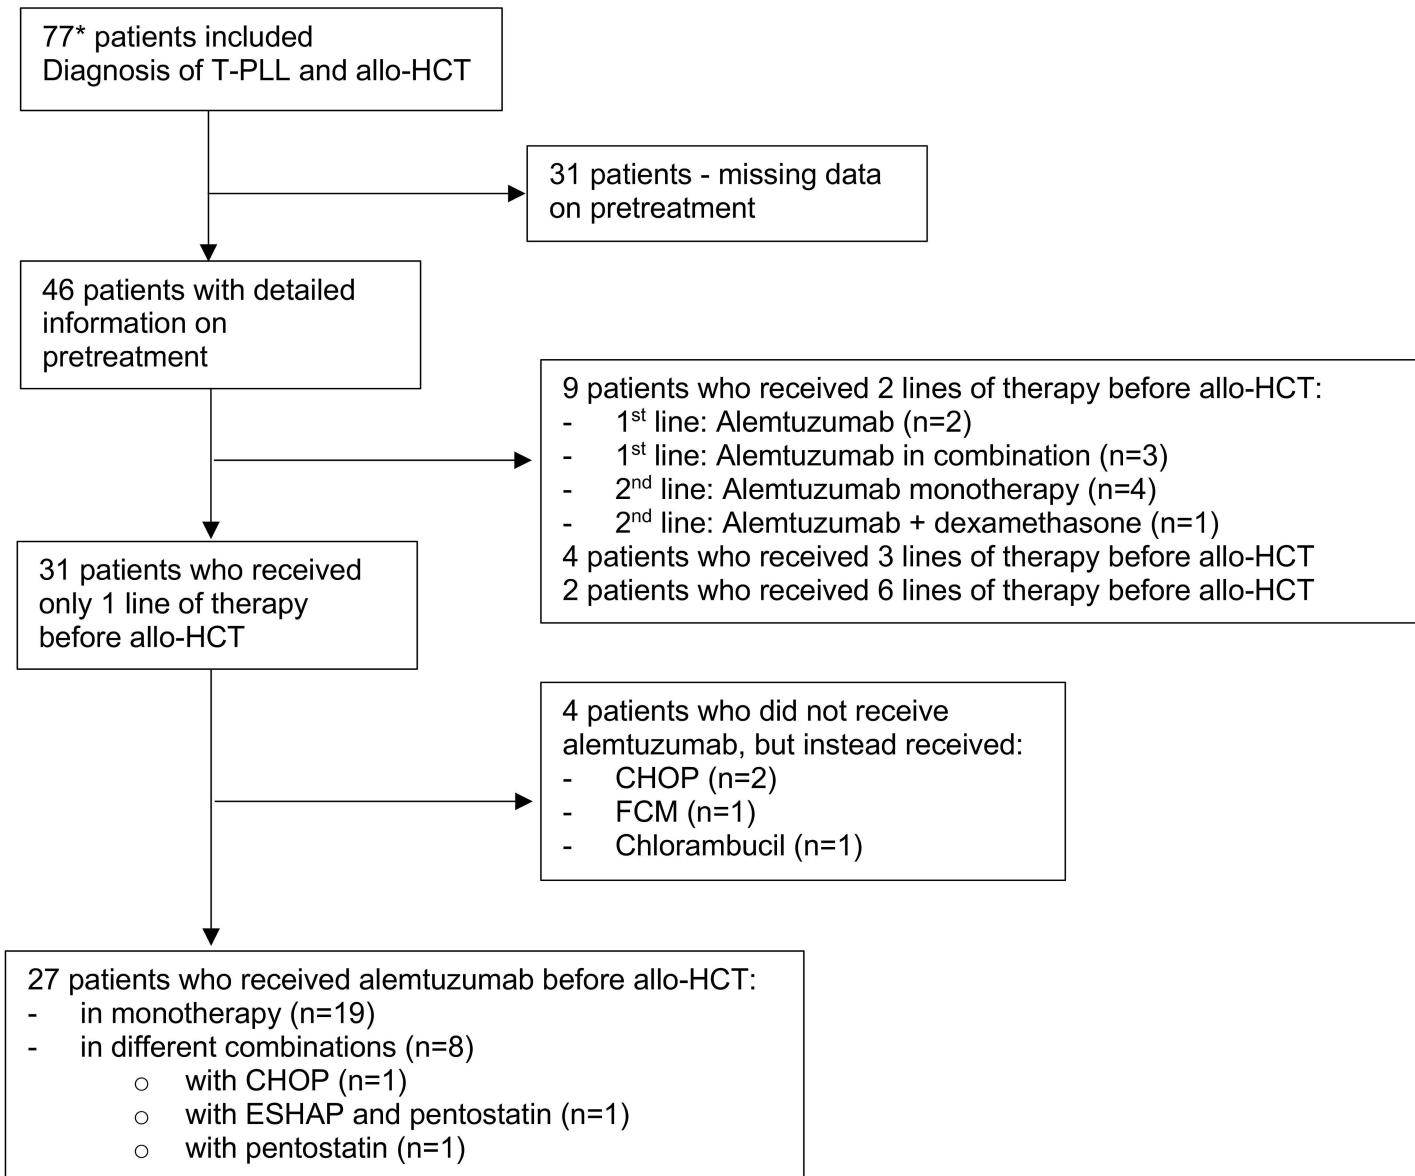 77* patients included
Diagnosis of T-PLL and allo-HCT
31 patients - missing data
on pretreatment
46 patients with detailed
information on
pretreatment
9 patients who received 2 lines of therapy before allo-HCT:
- 1st line: Alemtuzumab (n=2)
- 1st line: Alemtuzumab in combination (n=3)
- 2nd line: Alemtuzumab monotherapy (n=4)
- 2nd line: Alemtuzumab + dexamethasone (n=1)
4 patients who received 3 lines of therapy before allo-HCT
2 patients who received 6 lines of therapy before allo-HCT
31 patients who received
only 1 line of therapy
before allo-HCT
4 patients who did not receive
alemtuzumab, but instead received:
- CHOP (n=2)
- FCM (n=1)
- Chlorambucil (n=1)
27 patients who received alemtuzumab before allo-HCT:
- in monotherapy (n=19)
- in different combinations (n=8)
o with CHOP (n=1)
o with ESHAP and pentostatin (n=1)
o with pentostatin (n=1)